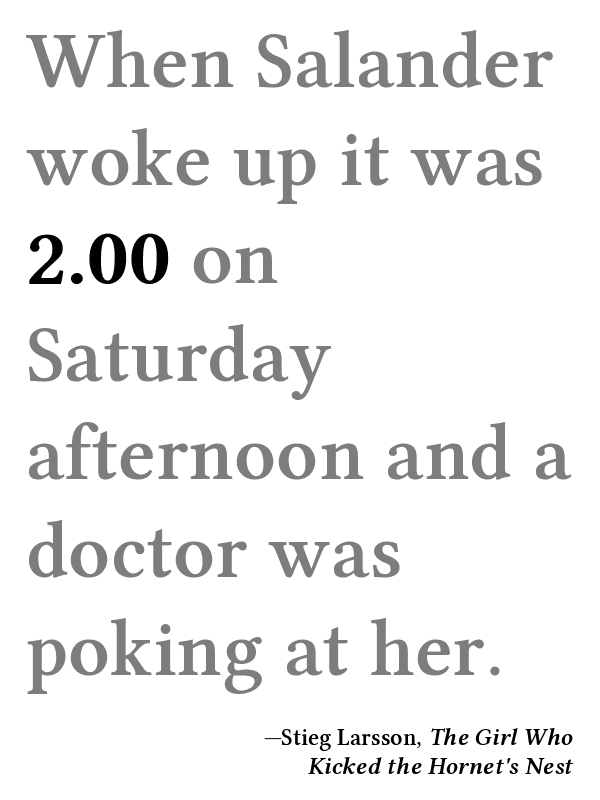 When Salander
woke up it was
2.00 on
Saturday
afternoon and a
doctor was
poking at her.
—Stieg Larsson, The Girl Who
Kicked the Hornet's Nest